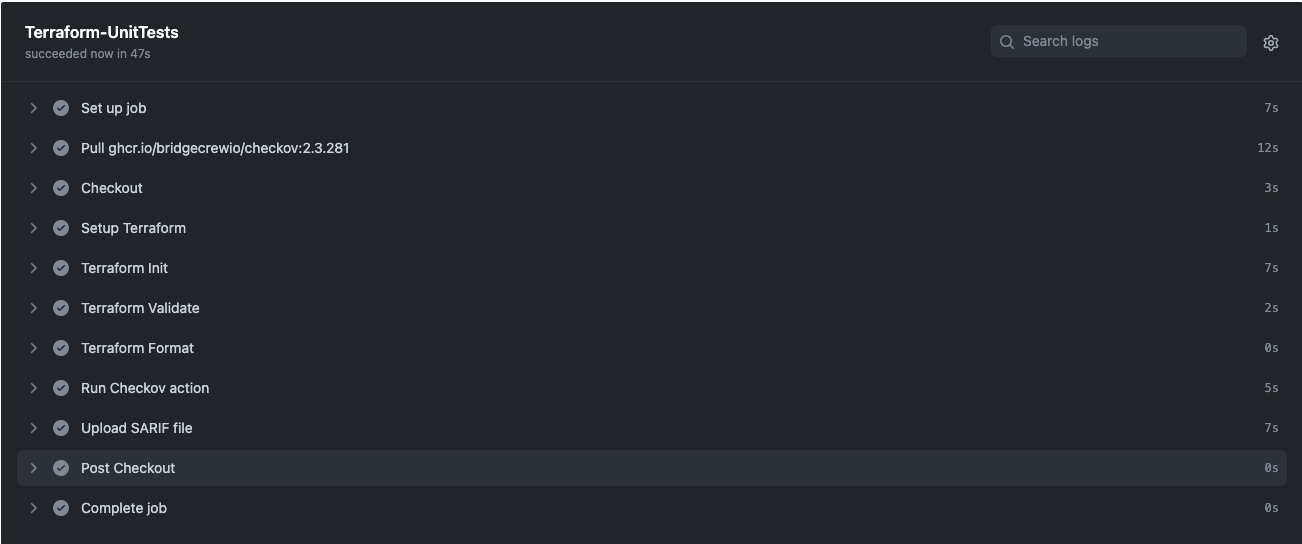 Terraform-UnitTests
succeeded now in 47s
Search logs
Set up job 7s
Pull ghcr.io/bridgecrewio/checkov:2.3.281 12s
Checkout 3s
Setup Terraform 1s
Terraform Init 7s
Terraform Validate 2s
Terraform Format 0s
Run Checkov action 5s
Upload SARIF file 7s
Post Checkout 0s
Complete job 0s